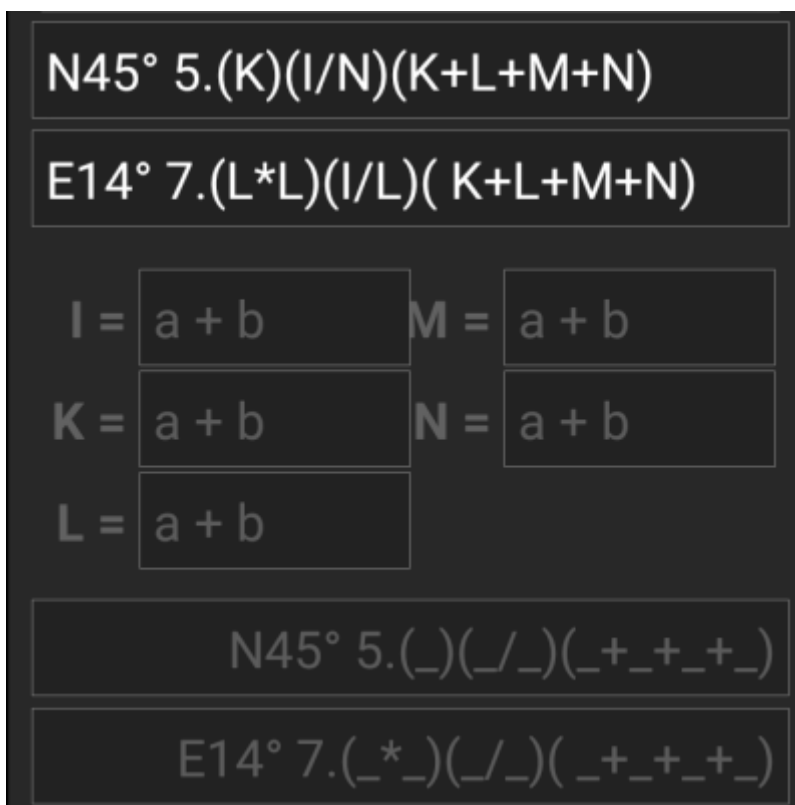 N45° 5.(K)(I/N)(K+L+M+N)
E14° 7.(L*L)(I/L)( K+L+M+N)
I = a + b M = a + b
K = a + b N = a + b
L = a + b
N45° 5.(_)(_/_)(_+_+_+_)
E14° 7.(_*_)(_/_)( _+_+_+_)